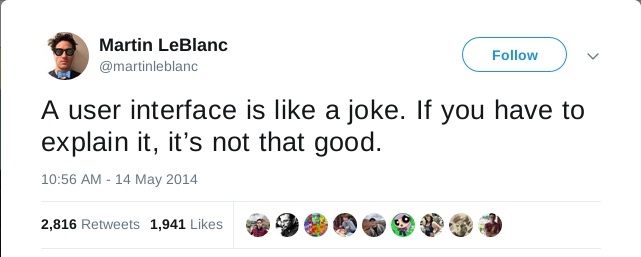 Martin LeBlanc
@martinleblanc
Follow
A user interface is like a joke. If you have to
explain it, it’s not that good.
10:56 AM - 14 May 2014
2,816 Retweets 1,941 Likes